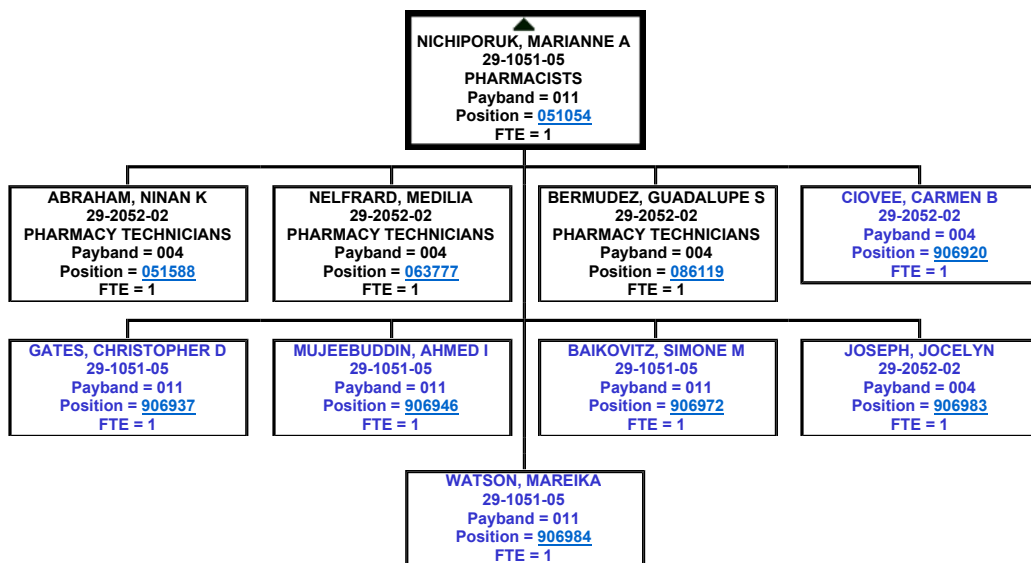 NICHIPORUK, MARIANNE A
29-1051-05
PHARMACISTS
Payband = 011
Position = 051054
FTE = 1
ABRAHAM, NINAN K
29-2052-02
PHARMACY TECHNICIANS
Payband = 004
Position = 051588
FTE = 1
NELFRARD, MEDILIA
29-2052-02
PHARMACY TECHNICIANS
Payband = 004
Position = 063777
FTE = 1
BERMUDEZ, GUADALUPE S
29-2052-02
PHARMACY TECHNICIANS
Payband = 004
Position = 086119
FTE = 1
CIOVEE, CARMEN B
29-2052-02
Payband = 004
Position = 906920
FTE = 1
GATES, CHRISTOPHER D
29-1051-05
Payband = 011
Position = 906937
FTE = 1
MUJEEBUDDIN, AHMED I
29-1051-05
Payband = 011
Position = 906946
FTE = 1
BAIKOVITZ, SIMONE M
29-1051-05
Payband = 011
Position = 906972
FTE = 1
JOSEPH, JOCELYN
29-2052-02
Payband = 004
Position = 906983
FTE = 1
WATSON, MAREIKA
29-1051-05
Payband = 011
Position = 906984
FTE = 1